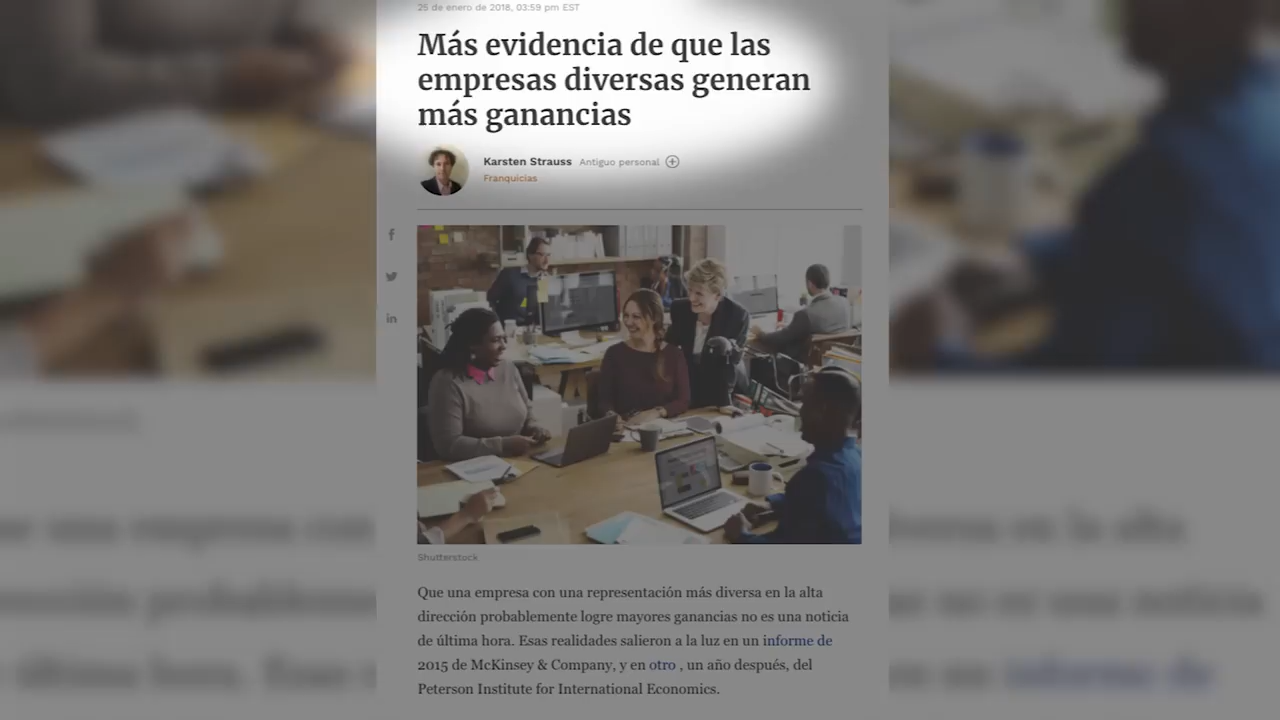 25 de enero de 2018, 03:59 pm EST
Más evidencia de que las
empresas diversas generan
más ganancias
Karsten Strauss Antiguo personal
Franquicias
Shutterstock
Que una empresa con una representación más diversa en la alta
dirección probablemente logre mayores ganancias no es una noticia
de última hora. Esas realidades salieron a la luz en un informe de
2015 de McKinsey & Company, y en otro , un año después, del
Peterson Institute for International Economics.